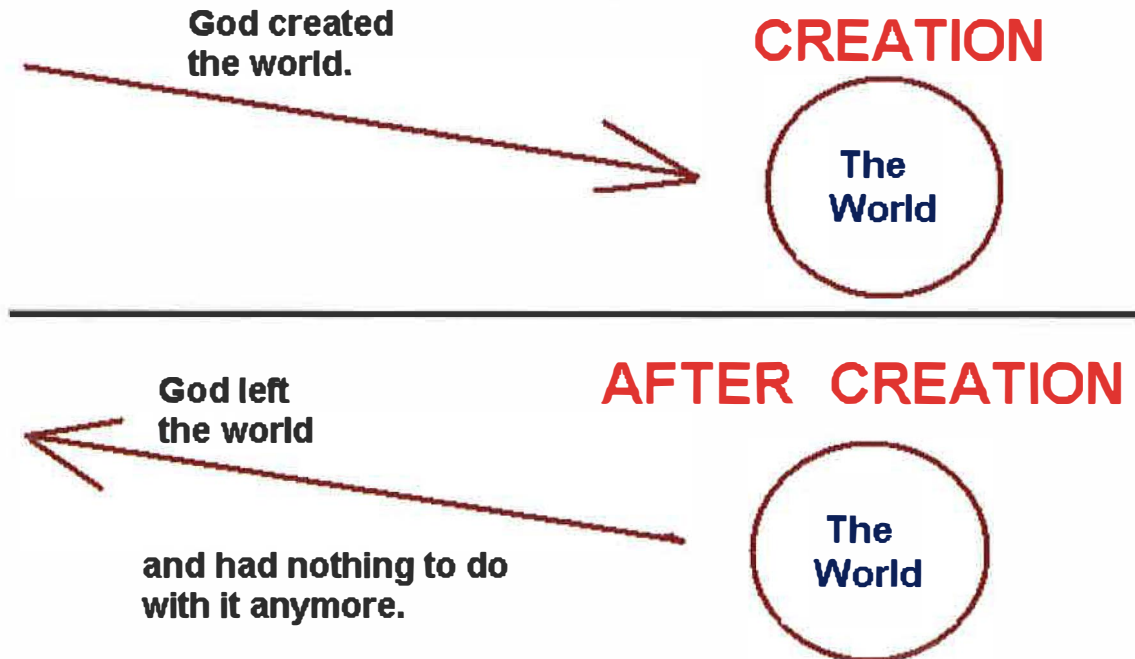 God created
the world.
CREATION
The
World
God left
the world
AFTER CREATION
and had nothing to do
with it anymore.
The
World